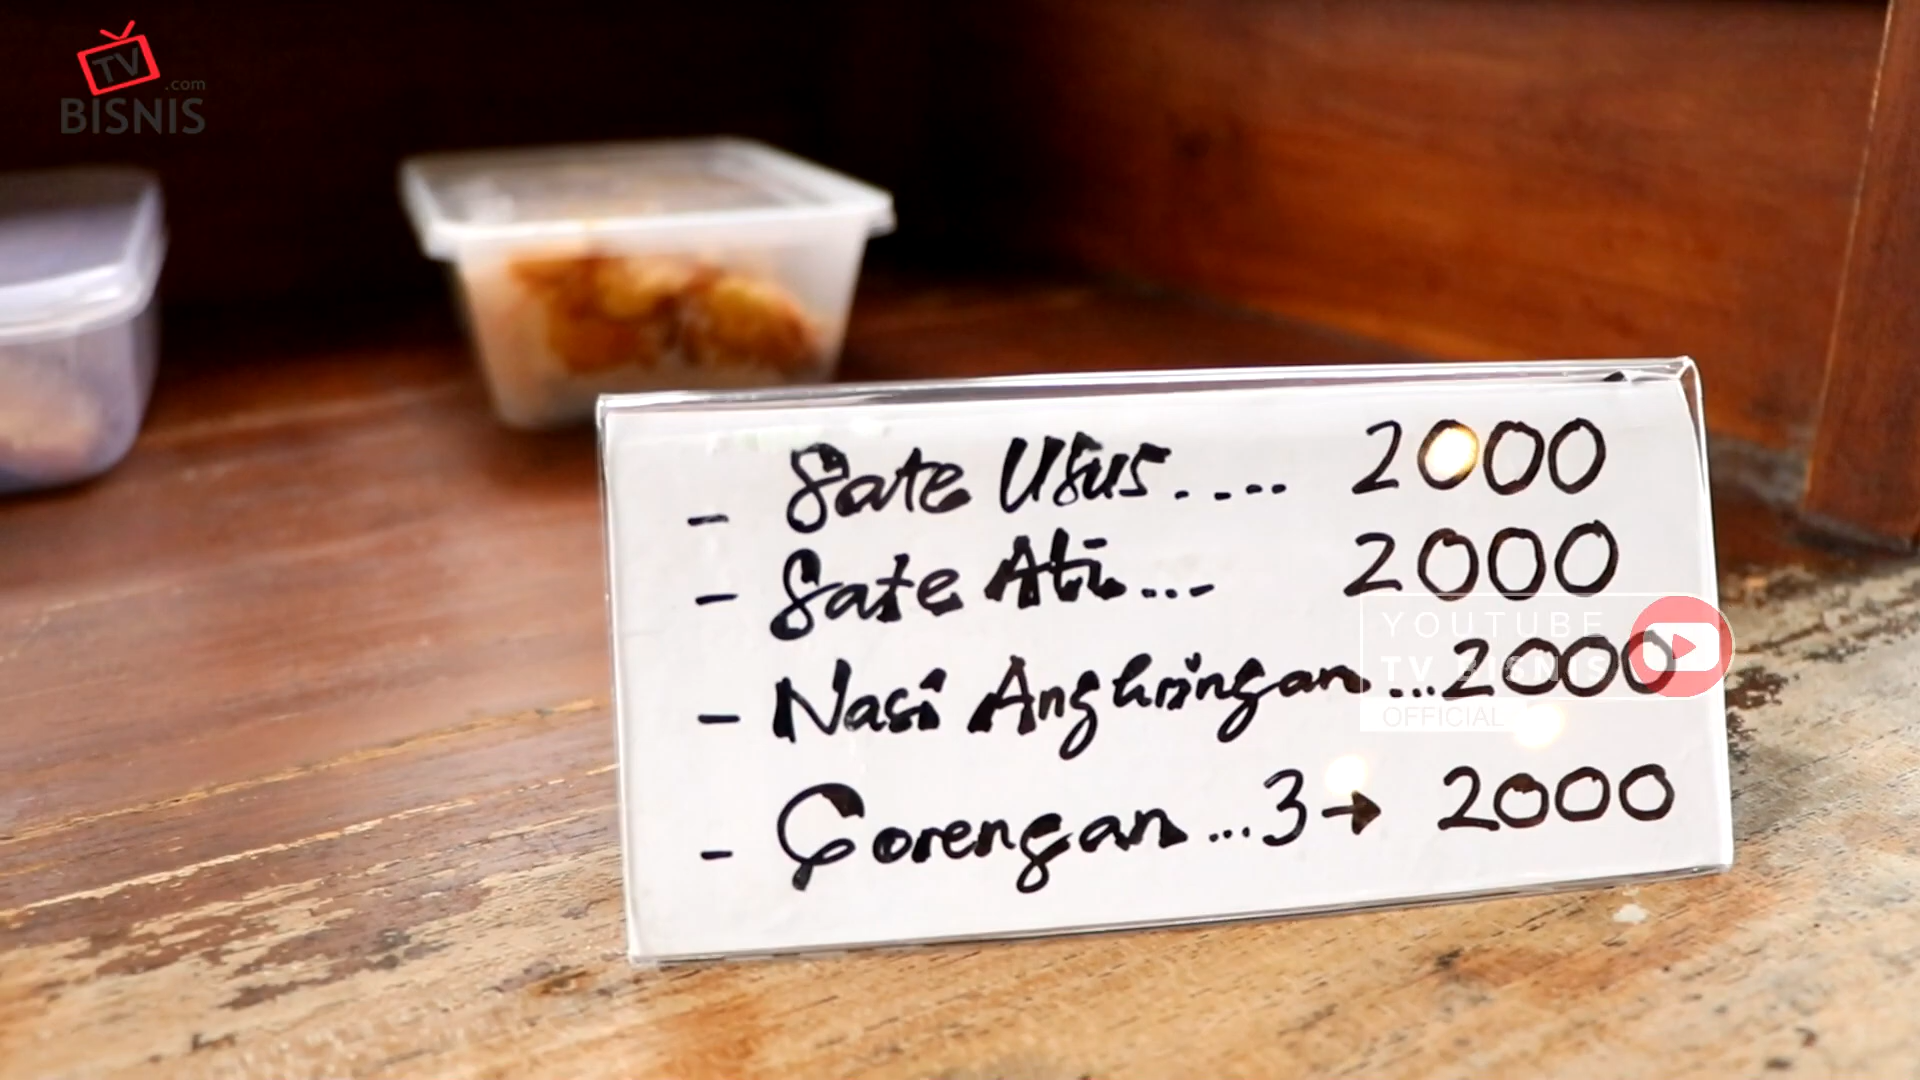 TV
.com
BISNIS
- Sate Usus.... 2000
- Sate Ati... 2000
- Nasi Angkringan ...2000
- Gorengan ...3→ 2000
YOUTUBE
TV BISNIS
OFFICIAL